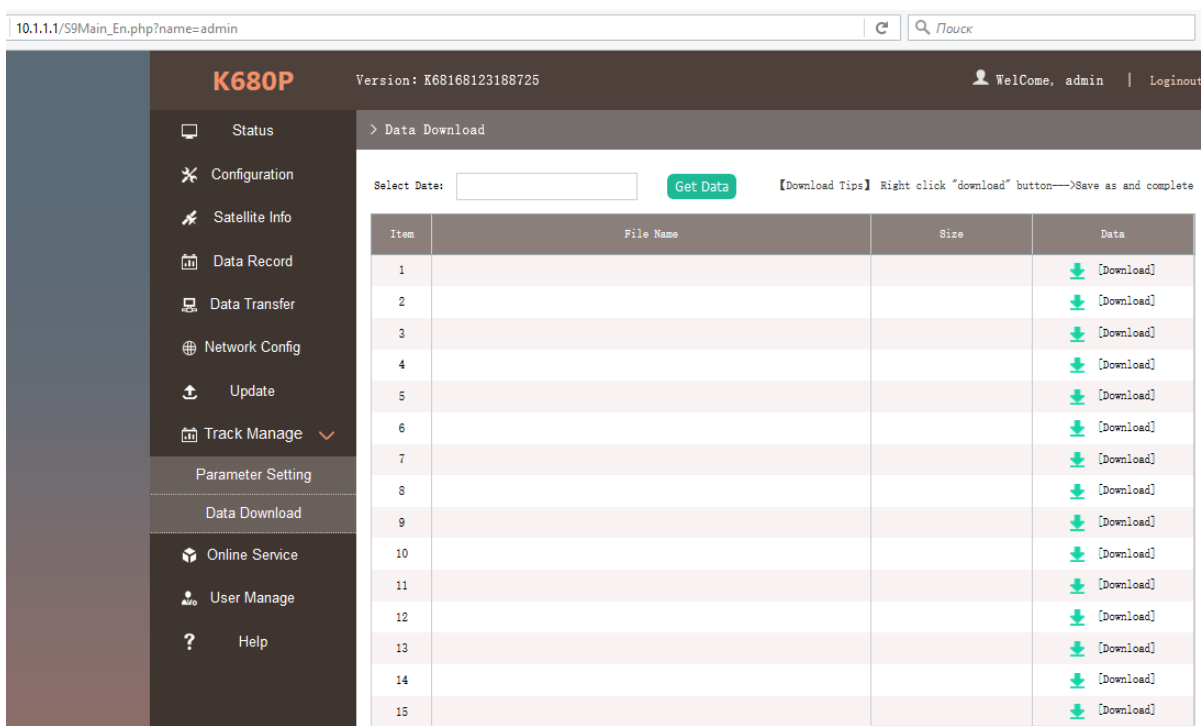 10.1.1.1/S9Main_En.php?name=admin
Поиск
K680P
Version: K68168123188725
WelCome, admin | Loginout
Status
Configuration
Satellite Info
Data Record
Data Transfer
Network Config
Update
Track Manage
Parameter Setting
Data Download
Online Service
User Manage
? Help
> Data Download
Select Date:
Get Data
【Download Tips】 Right click "download" button--->Save as and complete
Item File Name Size Data
1 [Download]
2 [Download]
3 [Download]
4 [Download]
5 [Download]
6 [Download]
7 [Download]
8 [Download]
9 [Download]
10 [Download]
11 [Download]
12 [Download]
13 [Download]
14 [Download]
15 [Download]